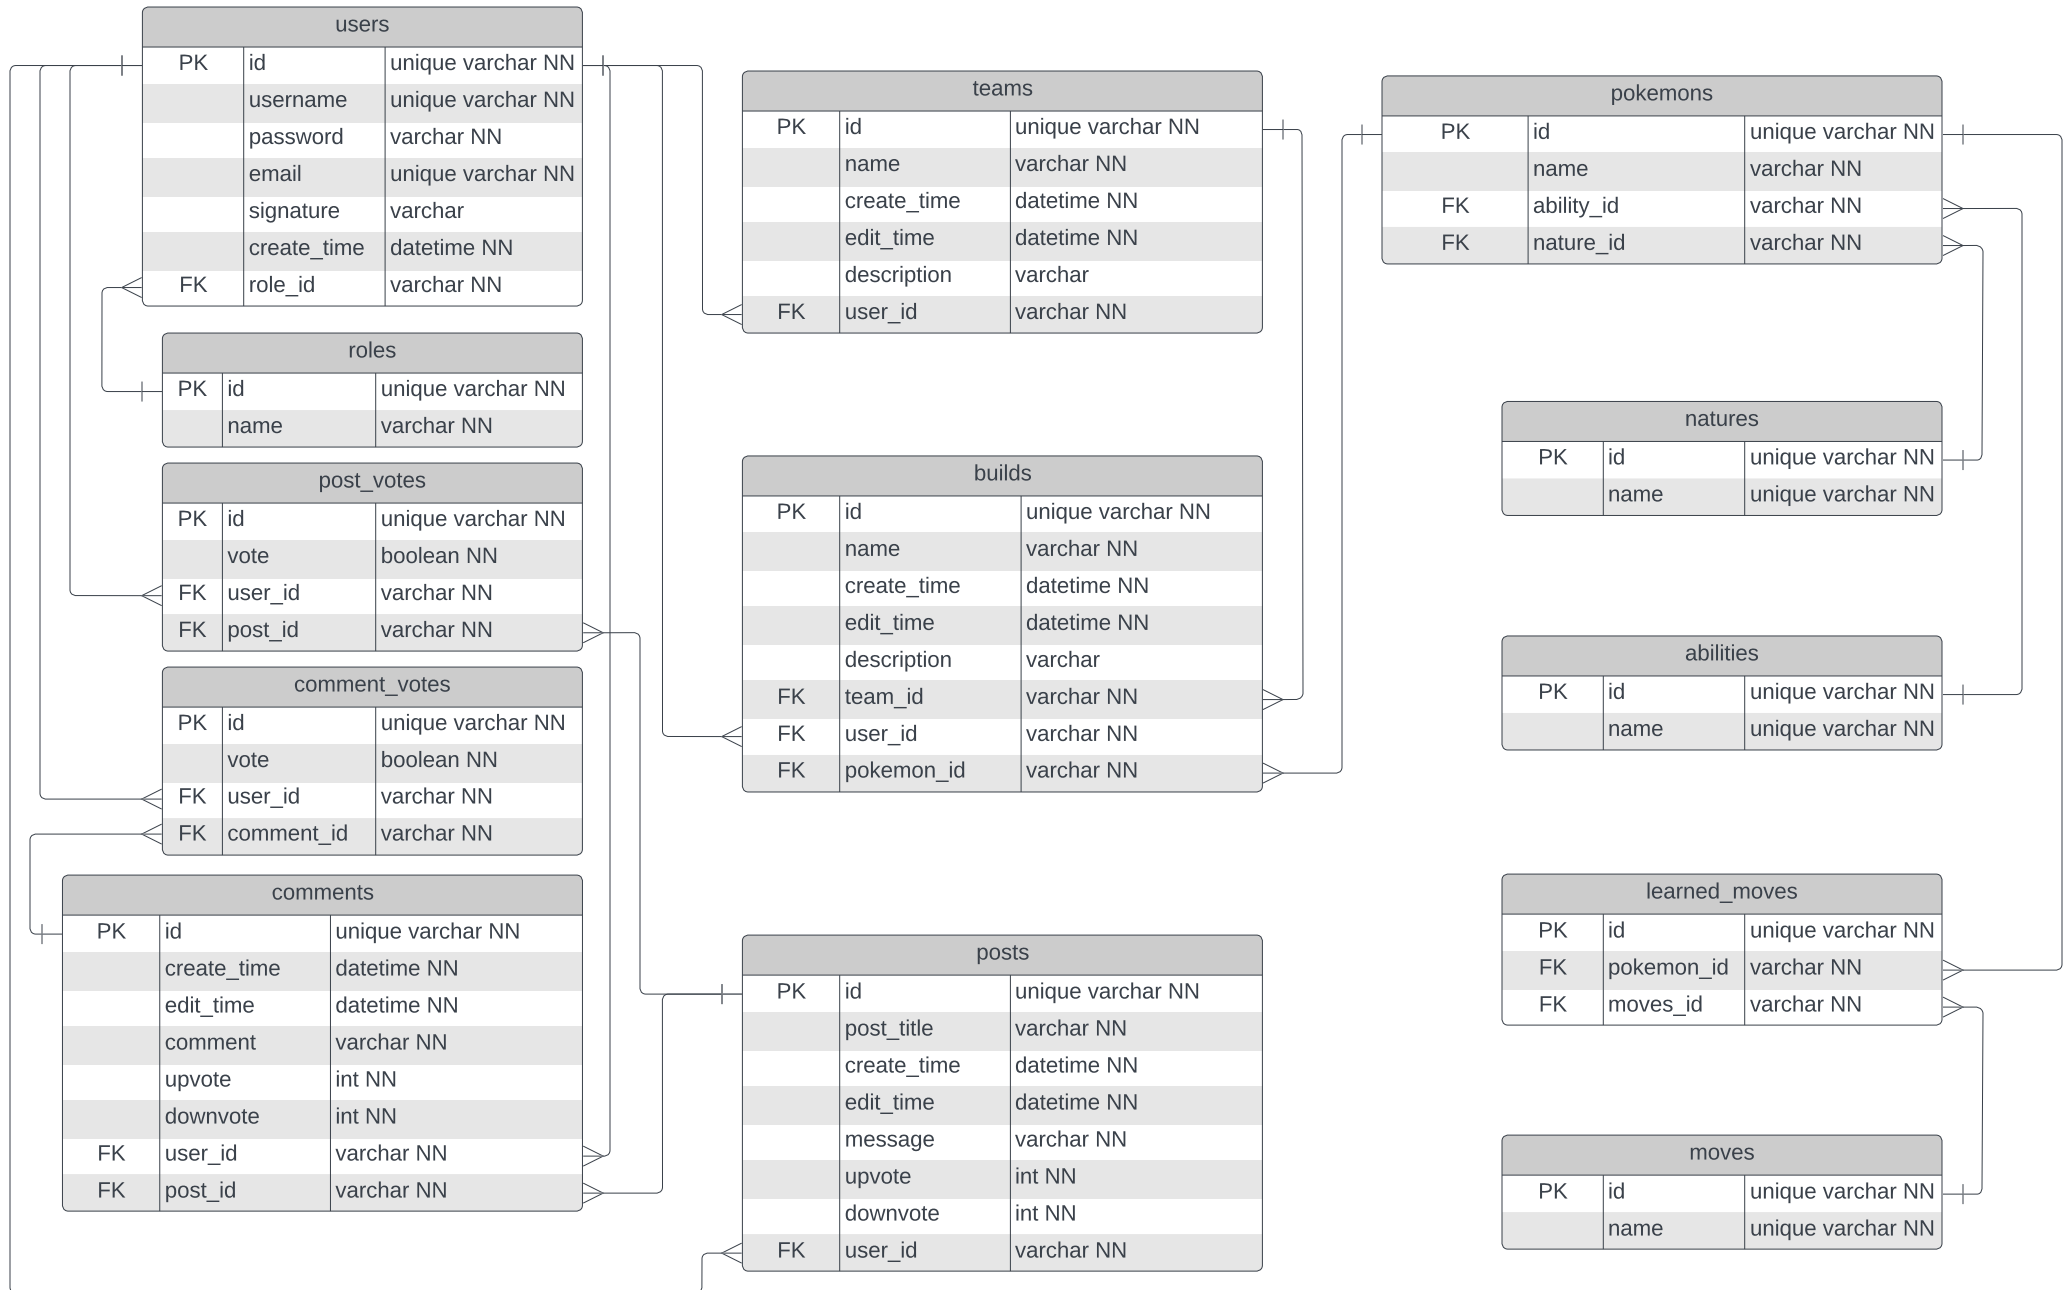 users
PK id unique varchar NN
username unique varchar NN
password varchar NN
email unique varchar NN
signature varchar
create_time datetime NN
FK role_id varchar NN
roles
PK id unique varchar NN
name varchar NN
post_votes
PK id unique varchar NN
vote boolean NN
FK user_id varchar NN
FK post_id varchar NN
comment_votes
PK id unique varchar NN
vote boolean NN
FK user_id varchar NN
FK comment_id varchar NN
comments
PK id unique varchar NN
create_time datetime NN
edit_time datetime NN
comment varchar NN
upvote int NN
downvote int NN
FK user_id varchar NN
FK post_id varchar NN
teams
PK id unique varchar NN
name varchar NN
create_time datetime NN
edit_time datetime NN
description varchar
FK user_id varchar NN
builds
PK id unique varchar NN
name varchar NN
create_time datetime NN
edit_time datetime NN
description varchar
FK team_id varchar NN
FK user_id varchar NN
FK pokemon_id varchar NN
posts
PK id unique varchar NN
post_title varchar NN
create_time datetime NN
edit_time datetime NN
message varchar NN
upvote int NN
downvote int NN
FK user_id varchar NN
pokemons
PK id unique varchar NN
name varchar NN
FK ability_id varchar NN
FK nature_id varchar NN
natures
PK id unique varchar NN
name unique varchar NN
abilities
PK id unique varchar NN
name unique varchar NN
learned_moves
PK id unique varchar NN
FK pokemon_id varchar NN
FK moves_id varchar NN
moves
PK id unique varchar NN
name unique varchar NN